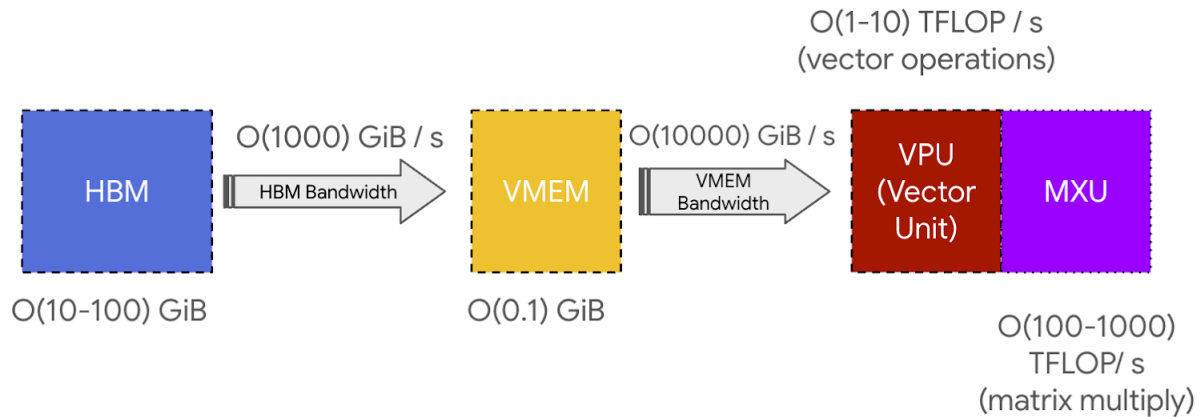 O(1-10) TFLOP / s
(vector operations)
O(1000) GiB / s
O(10000) GiB / s
HBM
HBM Bandwidth
VMEM
VMEM
Bandwidth
VPU
(Vector
Unit)
MXU
O(10-100) GiB
O(0.1) GiB
O(100-1000)
TFLOP/ s
(matrix multiply)